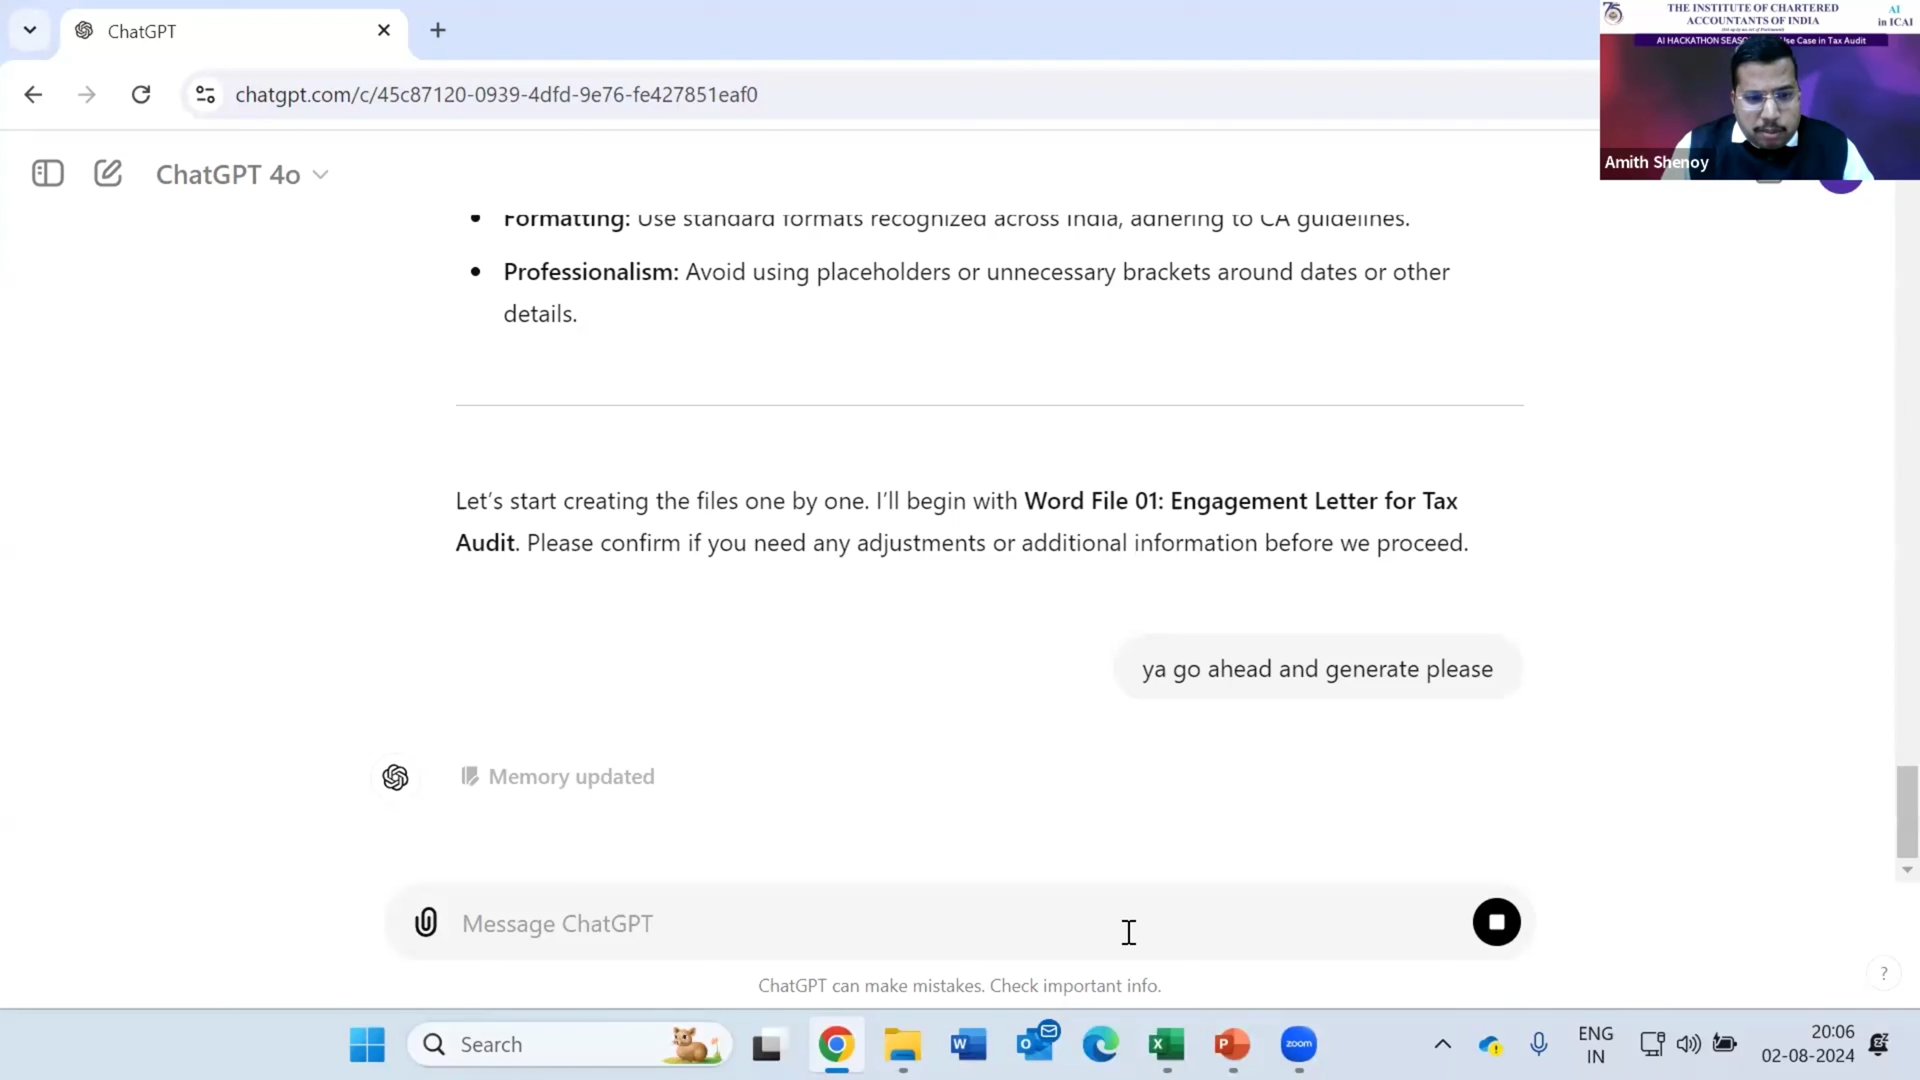 ChatGPT
THE INSTITUTE OF CHARTERED
ACCOUNTANTS OF INDIA
AI
in ICAI
AI HACKATHON SEAS
se Case in Tax Audit
chatgpt.com/c/45c87120-0939-4dfd-9e76-fe427851eaf0
Amith Shenoy
ChatGPT 4o
• Formatting: Use standard formats recognized across India, adhering to CA guidelines.
• Professionalism: Avoid using placeholders or unnecessary brackets around dates or other
details.
Let's start creating the files one by one. I'll begin with Word File 01: Engagement Letter for Tax
Audit. Please confirm if you need any adjustments or additional information before we proceed.
ya go ahead and generate please
Memory updated
Message ChatGPT
ChatGPT can make mistakes. Check important info.
?
Search
zoom
ENG
IN
20:06
02-08-2024